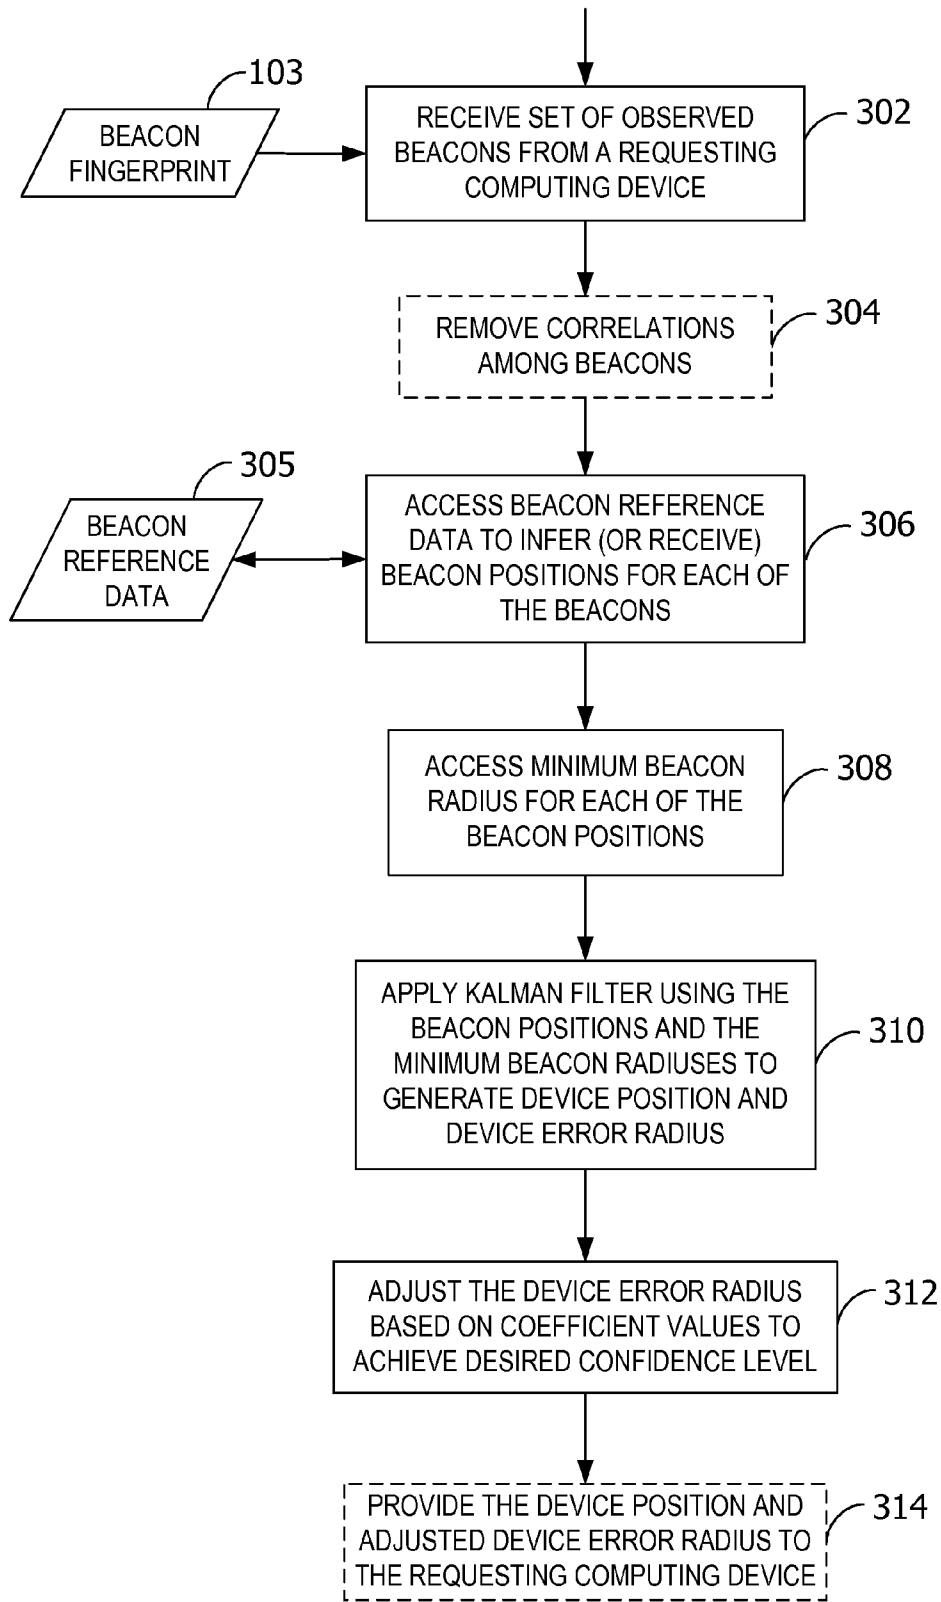 103
BEACON
FINGERPRINT
302
RECEIVE SET OF OBSERVED
BEACONS FROM A REQUESTING
COMPUTING DEVICE
304
REMOVE CORRELATIONS
AMONG BEACONS
305
BEACON
REFERENCE
DATA
306
ACCESS BEACON REFERENCE
DATA TO INFER (OR RECEIVE)
BEACON POSITIONS FOR EACH OF
THE BEACONS
308
ACCESS MINIMUM BEACON
RADIUS FOR EACH OF THE
BEACON POSITIONS
310
APPLY KALMAN FILTER USING THE
BEACON POSITIONS AND THE
MINIMUM BEACON RADIUSES TO
GENERATE DEVICE POSITION AND
DEVICE ERROR RADIUS
312
ADJUST THE DEVICE ERROR RADIUS
BASED ON COEFFICIENT VALUES TO
ACHIEVE DESIRED CONFIDENCE LEVEL
314
PROVIDE THE DEVICE POSITION AND
ADJUSTED DEVICE ERROR RADIUS TO
THE REQUESTING COMPUTING DEVICE